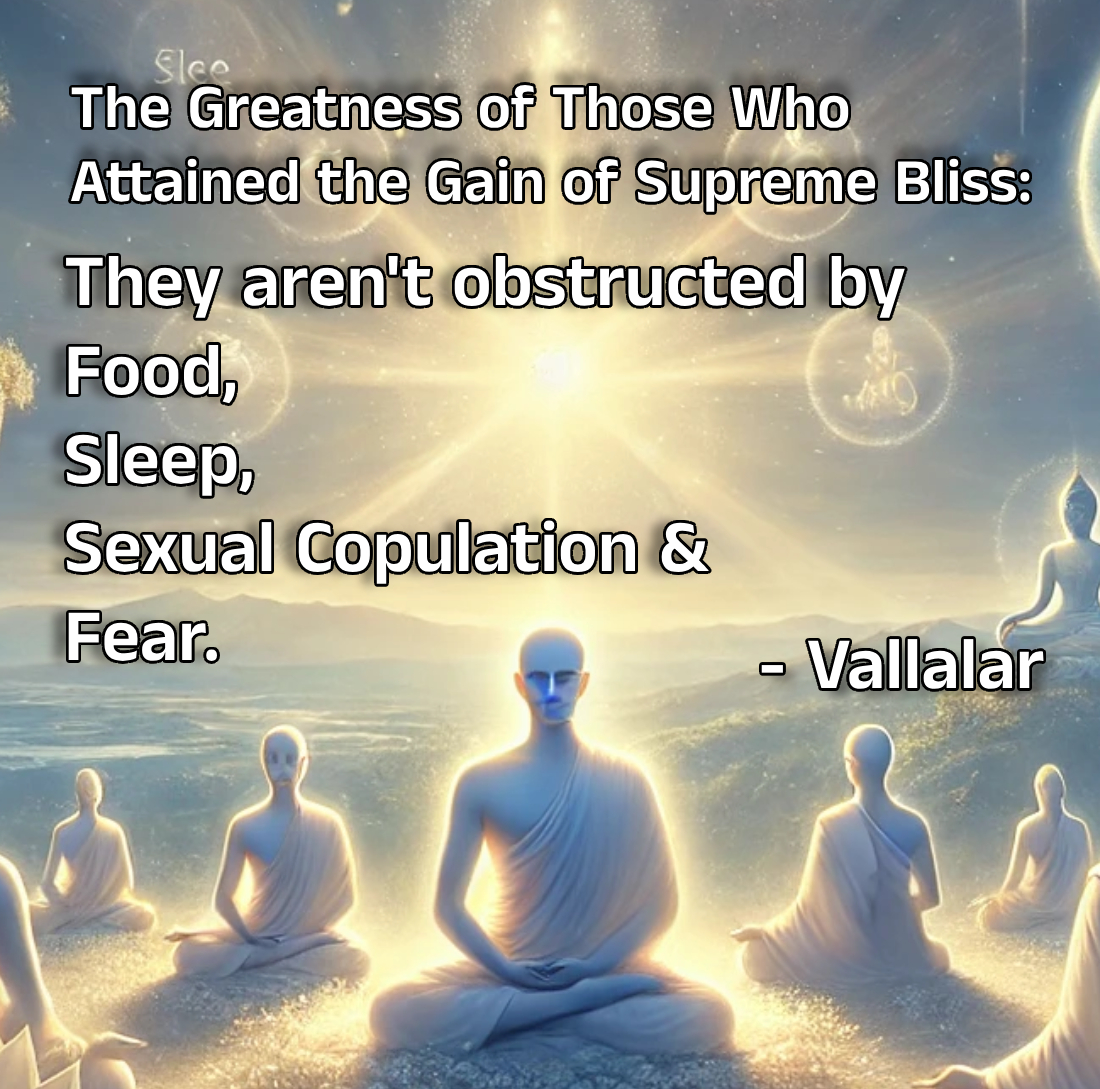 Slee
The Greatness of Those Who
Attained the Gain of Supreme Bliss:
They aren't obstructed by
Food,
Sleep,
Sexual Copulation &
Fear.
- Vallalar